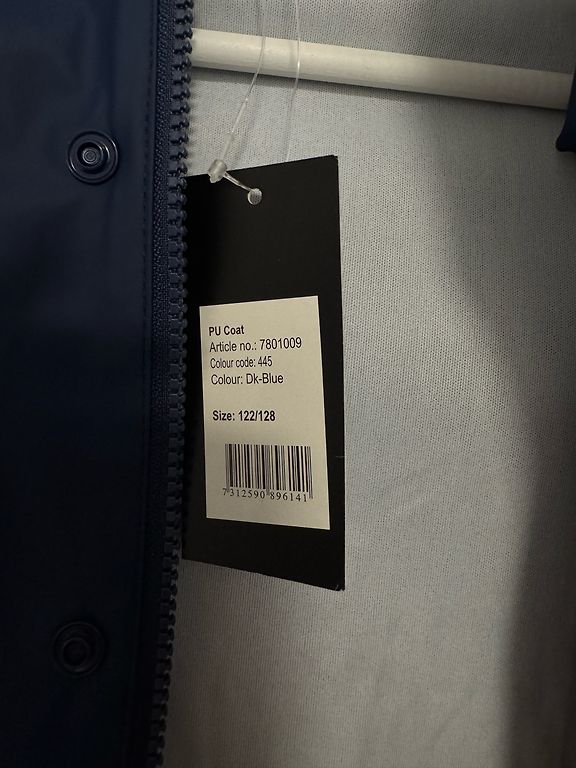 PU Coat
Article no.: 7801009
Colour code: 445
Colour: Dk-Blue
Size: 122/128
7 312590 896141